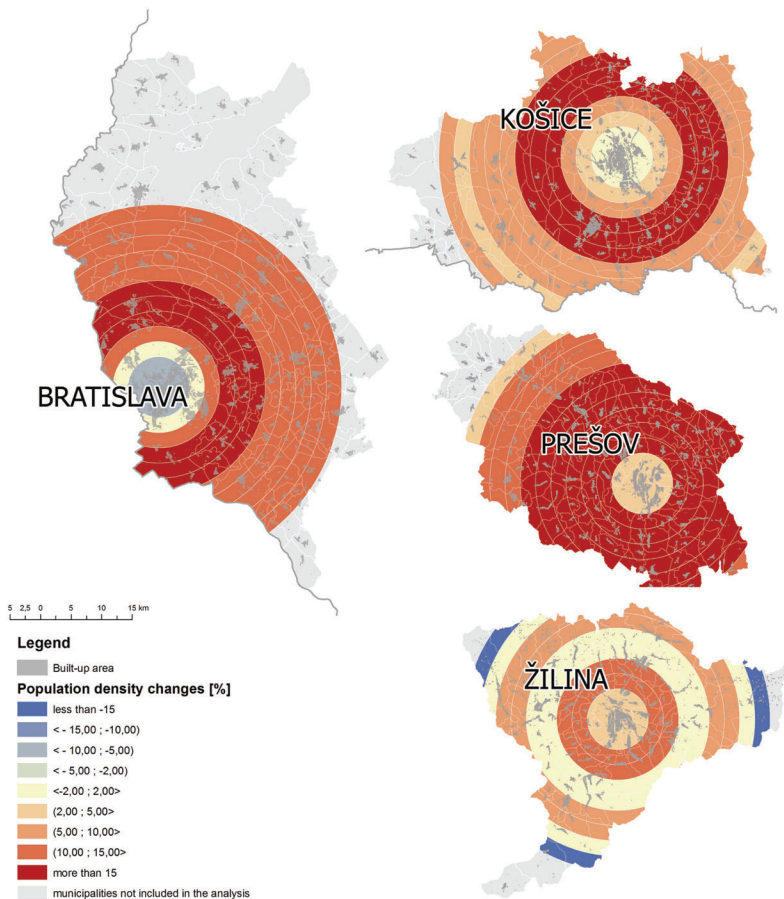 KOŠICE
BRATISLAVA
PREŠOV
ŽILINA
5 2,5 0 5 10 15 km
Legend
Built-up area
Population density changes [%]
less than -15
< - 15,00 ; -10,00)
< - 10,00 ; -5,00)
< - 5,00 ; -2,00)
<-2,00 ; 2,00>
(2,00 ; 5,00>
(5,00 ; 10,00>
(10,00 ; 15,00>
more than 15
municipalities not included in the analysis